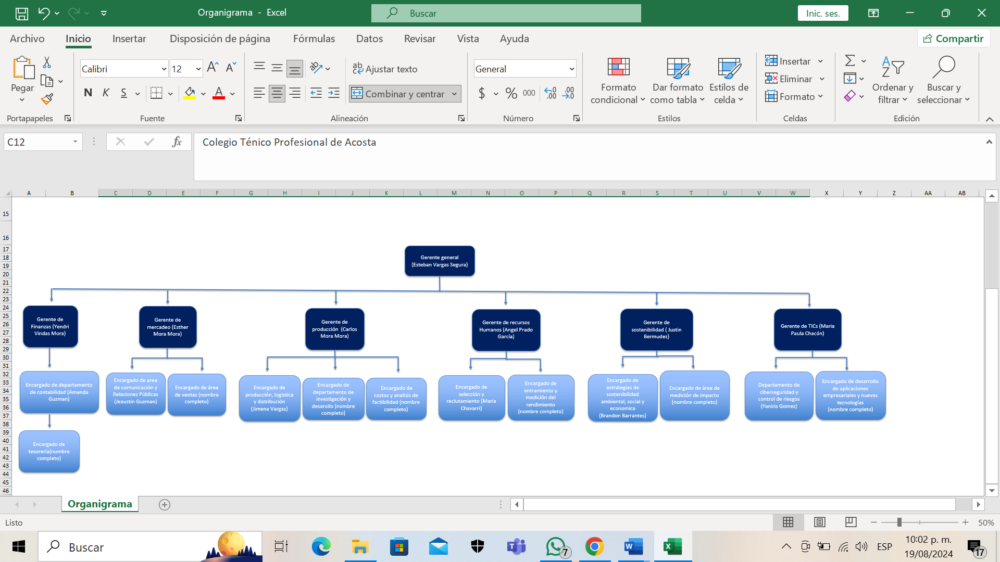 Organigrama - Excel
Buscar
Inic. ses.
Archivo
Inicio
Insertar
Disposición de página
Fórmulas
Datos
Revisar
Vista
Ayuda
Compartir
Pegar
Portapapeles
Calibri
12
N K S
A
Fuente
Ajustar texto
Combinar y centrar
Alineación
General
$ % 000
Número
Formato
condicional
Dar formato
como tabla
Estilos de
celda
Estilos
Insertar
Eliminar
Formato
Celdas
Ordenar y
filtrar
Buscar y
seleccionar
Edición
C12
fx
Colegio Ténico Profesional de Acosta
A B C D E F G H I J K L M N O P Q R S T U V W X Y Z AA AB
15
16
17
18
19
20
21
22
23
24
25
26
27
28
29
30
31
32
33
34
35
36
37
38
39
40
41
42
43
44
45
46
Gerente general
(Esteban Vargas Segura)
Gerente de
Finanzas (Yendri
Vindas Mora)
Gerente de
mercadeo (Esther
Mora Mora)
Gerente de
producción (Carlos
Mora Mora)
Gerente de recursos
Humanos (Angel Prado
García)
Gerente de
sostenibilidad ( Justin
Bermudez)
Gerente de TICs (Maria
Paula Chacón)
Encargado de departamento
de contabilidad (Amanda
Guzman)
Encargado de area
de comunicación y
Relaciones Públicas
(Jeaustin Guzman)
Encargado de área
de ventas (nombre
completo)
Encargado de
producción, logistica
y distribución
(Jimena Vargas)
Encargado de
departamento de
investigación y
desarollo (nombre
completo)
Encargado de
costos y analisis de
factibilidad (nombre
completo)
Encargado de
selección y
reclutamiento (Maria
Chavarri)
Encargado de
entramiento y
medición del
rendimiento
(nombre completo)
Encargado de
estrategias de
sostenibilidad
ambiental, social y
economica
(Brandon Barrantes)
Encargado de área de
medición de impacto
(nombre completo)
Departamento de
ciberseguridad y
control de riesgos
(Yaniris Gomez)
Encargado de desarrollo
de aplicaciones
empresariales y nuevas
tecnologías
(nombre completo)
Encargado de
tesorería(nombre
completo)
Organigrama
Listo
50%
Buscar
7
ESP
10:02 p. m.
19/08/2024
17